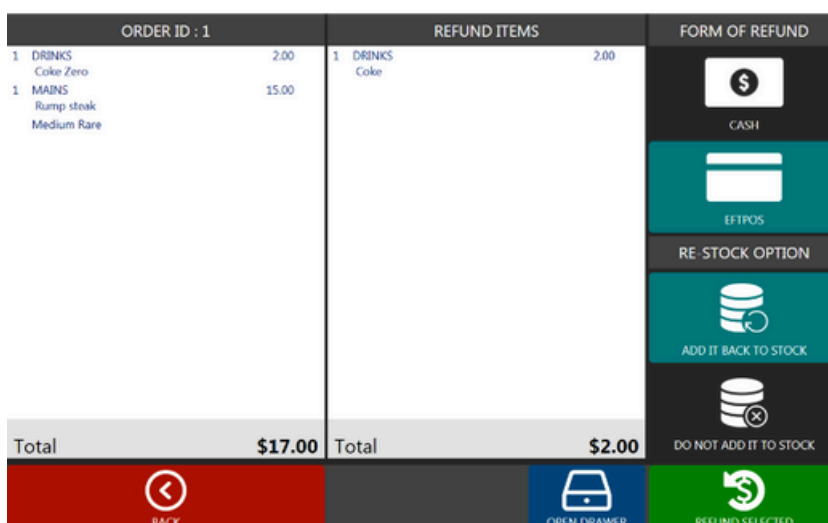 ORDER ID : 1
1 DRINKS 2.00
Coke Zero
1 MAINS 15.00
Rump steak
Medium Rare
Total $17.00
REFUND ITEMS
1 DRINKS 2.00
Coke
Total $2.00
FORM OF REFUND
$
CASH
EFTPOS
RE-STOCK OPTION
ADD IT BACK TO STOCK
DO NOT ADD IT TO STOCK
BACK
OPEN DRAWER
$
REFUND SELECTED